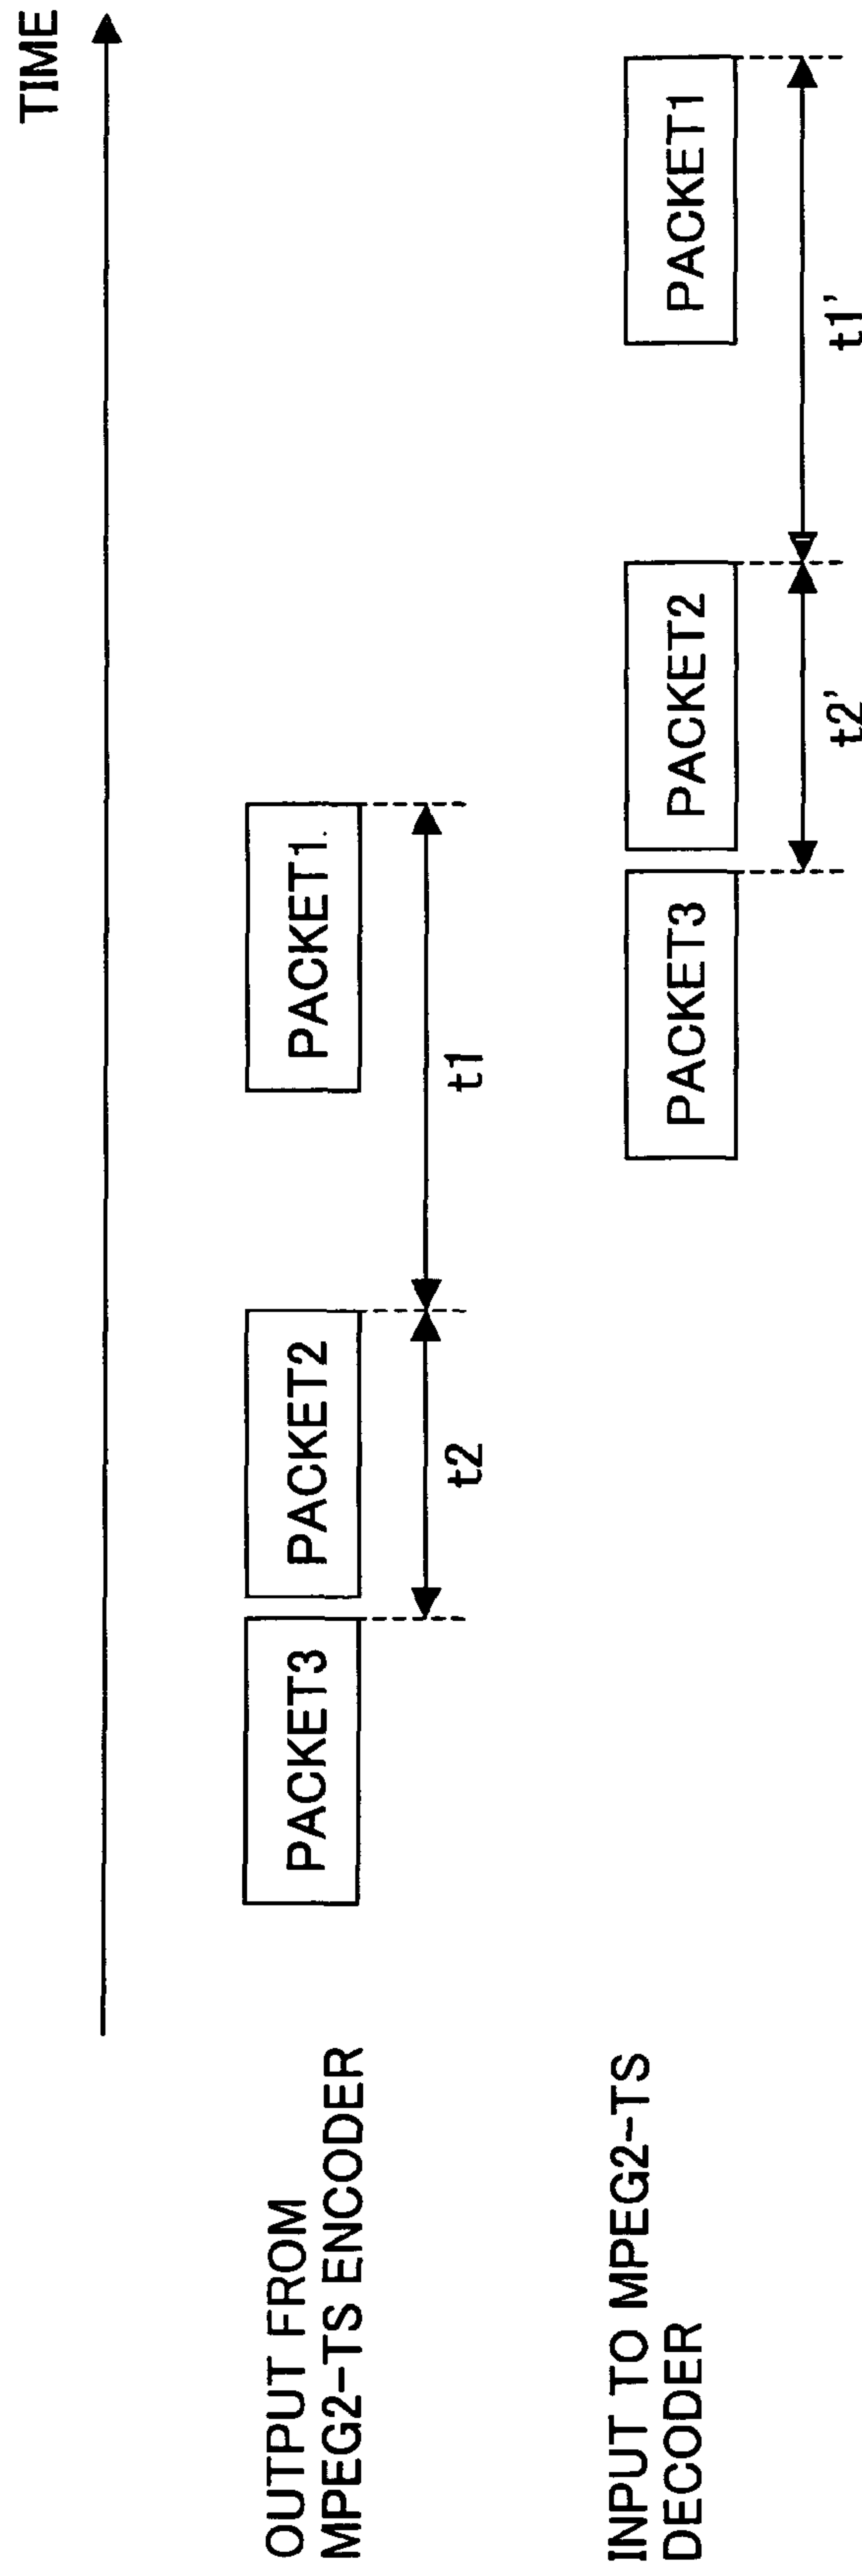 TIME
OUTPUT FROM
MPEG2-TS ENCODER
PACKET3
PACKET2
PACKET1
t2
t1
INPUT TO MPEG2-TS
DECODER
PACKET3
PACKET2
PACKET1
t2'
t1'